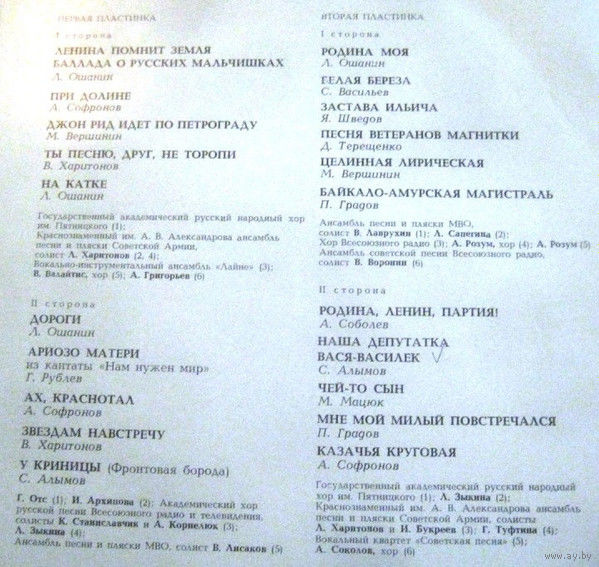 ПЕРВАЯ ПЛАСТИНКА
I сторона
ЛЕНИНА ПОМНИТ ЗЕМЛЯ
БАЛЛАДА О РУССКИХ МАЛЬЧИШКАХ
Л. Ошанин
ПРИ ДОЛИНЕ
А. Софронов
ДЖОН РИД ИДЕТ ПО ПЕТРОГРАДУ
М. Вершинин
ТЫ ПЕСНЮ, ДРУГ, НЕ ТОРОПИ
В. Харитонов
НА КАТКЕ
Л. Ошанин
Государственный академический русский народный хор
им. Пятницкого (1);
Краснознаменный им. А. В. Александрова ансамбль
песни и пляски Советской Армии,
солист Л. Харитонов (2, 4);
Вокально-инструментальный ансамбль «Лайне» (3);
В. Валайтис, хор (5); А. Григорьев (6)
II сторона
ДОРОГИ
Л. Ошанин
АРИОЗО МАТЕРИ
из кантаты «Нам нужен мир»
Г. Рублев
АХ, КРАСНОТАЛ
А. Софронов
ЗВЕЗДАМ НАВСТРЕЧУ
В. Харитонов
У КРИНИЦЫ (Фронтовая борода)
С. Алымов
Г. Отс (1); И. Архипова (2); Академический хор
русской песни Всесоюзного радио и телевидения,
солисты К. Станиславчик и А. Корнелюк (3);
Л. Зыкина (4);
Ансамбль песни и пляски МВО, солист В. Лисаков (5)
ВТОРАЯ ПЛАСТИНКА
I сторона
РОДИНА МОЯ
Л. Ошанин
БЕЛАЯ БЕРЕЗА
С. Васильев
ЗАСТАВА ИЛЬИЧА
Я. Шведов
ПЕСНЯ ВЕТЕРАНОВ МАГНИТКИ
Д. Терещенко
ЦЕЛИННАЯ ЛИРИЧЕСКАЯ
М. Вершинин
БАЙКАЛО-АМУРСКАЯ МАГИСТРАЛЬ
П. Градов
Ансамбль песни и пляски МВО,
солист В. Лаврухин (1); Л. Сапегина (2);
Хор Всесоюзного радио (3); А. Розум, хор (4); А. Розум (5)
Ансамбль советской песни Всесоюзного радио,
солист В. Воронин (6)
II сторона
РОДИНА, ЛЕНИН, ПАРТИЯ!
А. Соболев
НАША ДЕПУТАТКА
ВАСЯ-ВАСИЛЕК
С. Алымов
ЧЕЙ-ТО СЫН
М. Мацюк
МНЕ МОЙ МИЛЫЙ ПОВСТРЕЧАЛСЯ
П. Градов
КАЗАЧЬЯ КРУГОВАЯ
А. Софронов
Государственный академический русский народный
хор им. Пятницкого (1); Л. Зыкина (2);
Краснознаменный им. А. В. Александрова ансамбль
песни и пляски Советской Армии, солисты
Л. Харитонов и И. Букреев (3); Г. Туфтина (4);
Вокальный квартет «Советская песня» (5);
А. Соколов, хор (6)
www.ay.by